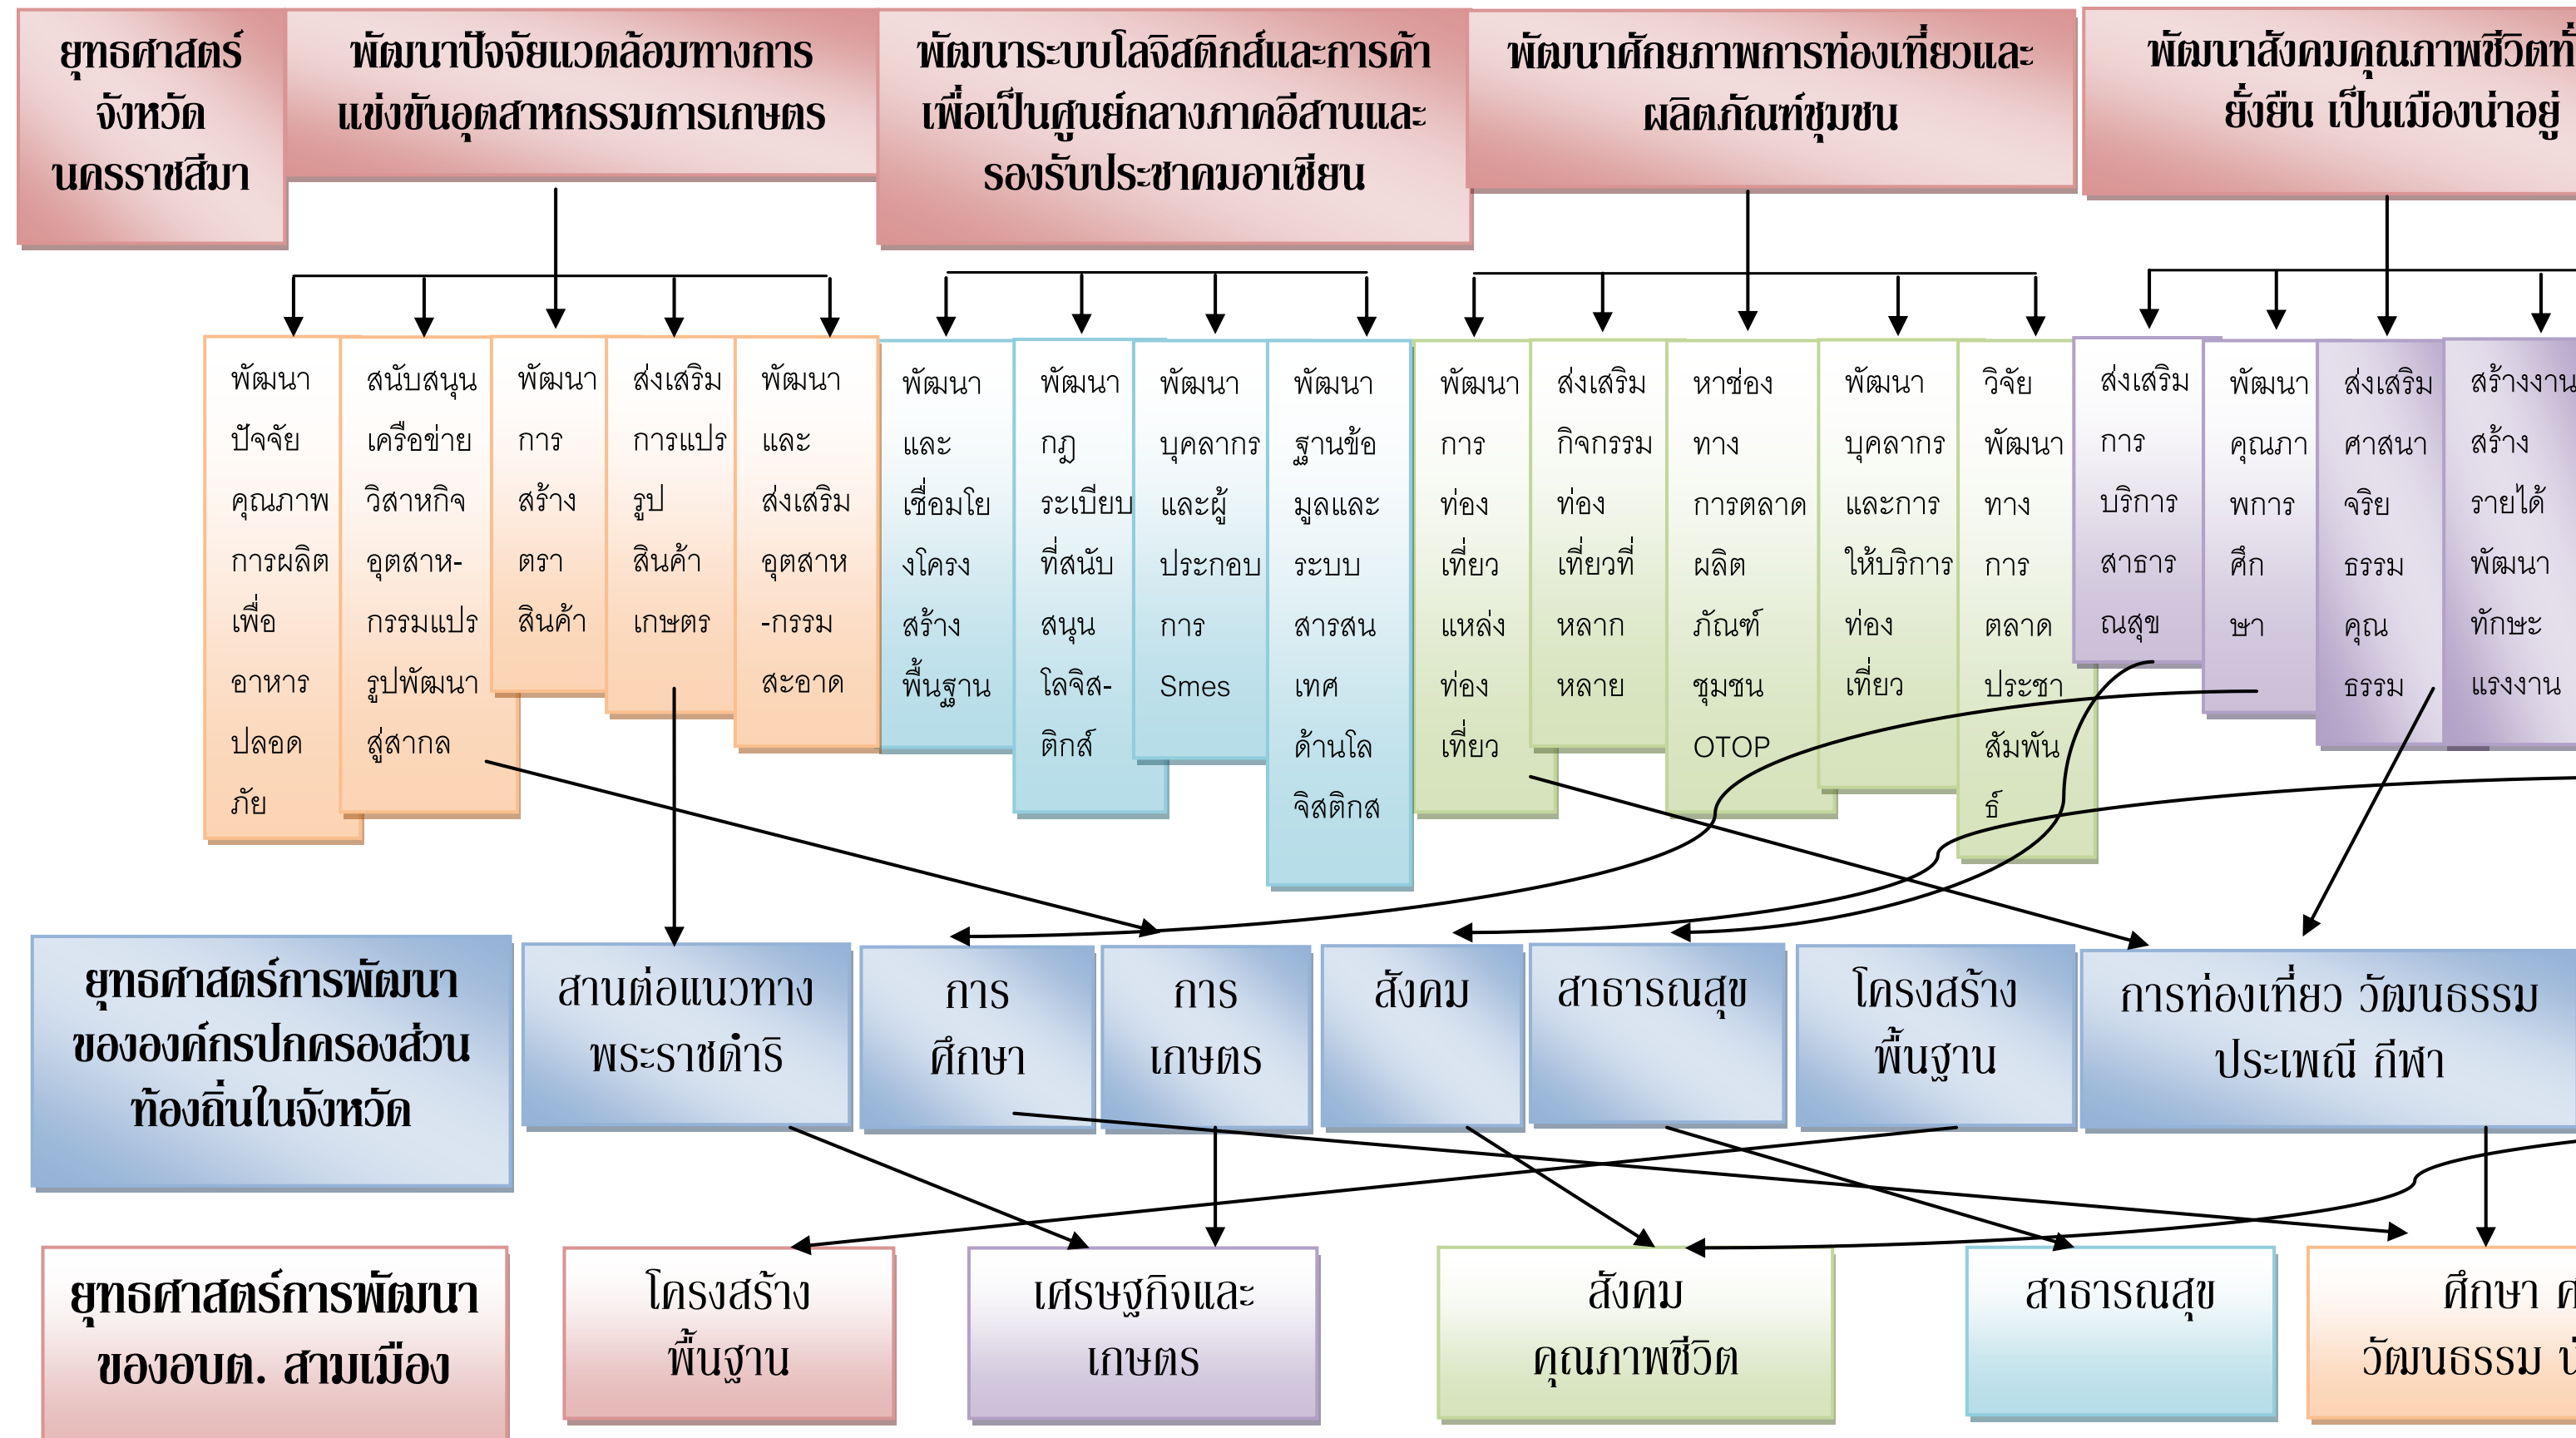 ยุทธศาสตร์
จังหวัด
นครราชสีมา
พัฒนาปัจจัยแวดล้อมทางการ
แข่งขันอุตสาหกรรมการเกษตร
พัฒนาระบบโลจิสติกส์และการค้า
เพื่อเป็นศูนย์กลางภาคอีสานและ
รองรับประชาคมอาเซียน
พัฒนาศักยภาพการท่องเที่ยวและ
ผลิตภัณฑ์ชุมชน
พัฒนาสังคมคุณภาพชีวิต
ยั่งยืน เป็นเมืองน่าอยู่
พัฒนา
ปัจจัย
คุณภาพ
การผลิต
เพื่อ
อาหาร
ปลอด
ภัย
สนับสนุน
เครือข่าย
วิสาหกิจ
อุตสาห-
กรรมแปร
รูปพัฒนา
สู่สากล
พัฒนา
การ
สร้าง
ตรา
สินค้า
ส่งเสริม
การแปร
รูป
สินค้า
เกษตร
พัฒนา
และ
ส่งเสริม
อุตสาห
-กรรม
สะอาด
พัฒนา
และ
เชื่อมโย
งโครง
สร้าง
พื้นฐาน
พัฒนา
กฎ
ระเบียบ
ที่สนับ
สนุน
โลจิส-
ติกส์
พัฒนา
บุคลากร
และผู้
ประกอบ
การ
Smes
พัฒนา
ฐานข้อ
มูลและ
ระบบ
สารสน
เทศ
ด้านโล
จิสติกส
พัฒนา
การ
ท่อง
เที่ยว
แหล่ง
ท่อง
เที่ยว
ส่งเสริม
กิจกรรม
ท่อง
เที่ยวที่
หลาก
หลาย
หาช่อง
ทาง
การตลาด
ผลิต
ภัณฑ์
ชุมชน
OTOP
พัฒนา
บุคลากร
และการ
ให้บริการ
ท่อง
เที่ยว
วิจัย
พัฒนา
ทาง
การ
ตลาด
ประชา
สัมพัน
ธ์
ส่งเสริม
การ
บริการ
สาธาร
ณสุข
พัฒนา
คุณภา
พการ
ศึก
ษา
ส่งเสริม
ศาสนา
จริย
ธรรม
คุณ
ธรรม
สร้างงาน
สร้าง
รายได้
พัฒนา
ทักษะ
แรงงาน
ยุทธศาสตร์การพัฒนา
ขององค์กรปกครองส่วน
ท้องถิ่นในจังหวัด
สานต่อแนวทาง
พระราชดำริ
การ
ศึกษา
การ
เกษตร
สังคม
สาธารณสุข
โครงสร้าง
พื้นฐาน
การท่องเที่ยว วัฒนธรรม
ประเพณี กีฬา
ยุทธศาสตร์การพัฒนา
ของอบต. สามเมือง
โครงสร้าง
พื้นฐาน
เศรษฐกิจและ
เกษตร
สังคม
คุณภาพชีวิต
สาธารณสุข
ศึกษา
วัฒนธรรม